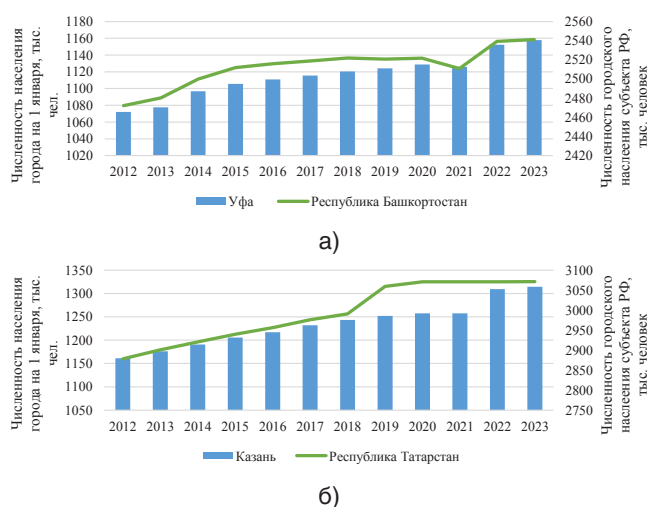 Численность населения
города на 1 января, тыс.
чел.
1180
1160
1140
1120
1100
1080
1060
1040
1020
2560
2540
2520
2500
2480
2460
2440
2420
Численность городского
наслеения субъекта РФ,
тыс. человек
2012 2013 2014 2015 2016 2017 2018 2019 2020 2021 2022 2023
Уфа Республика Башкортостан
а)
Численность населения
города на 1 января, тыс.
чел.
1350
1300
1250
1200
1150
1100
1050
3100
3050
3000
2950
2900
2850
2800
2750
Численность городского
наслеения субъекта РФ,
тыс. человек
2012 2013 2014 2015 2016 2017 2018 2019 2020 2021 2022 2023
Казань Республика Татарстан
б)